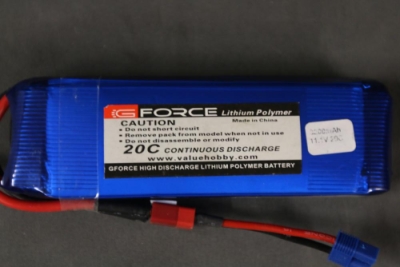 GFORCE Lithium Polymer
CAUTION Made in China
• Do not short circuit
• Remove pack from model when not in use
• Do not disassemble or modify
20C CONTINUOUS DISCHARGE
www.valuehobby.com
GFORCE HIGH DISCHARGE LITHIUM POLYMER BATTERY